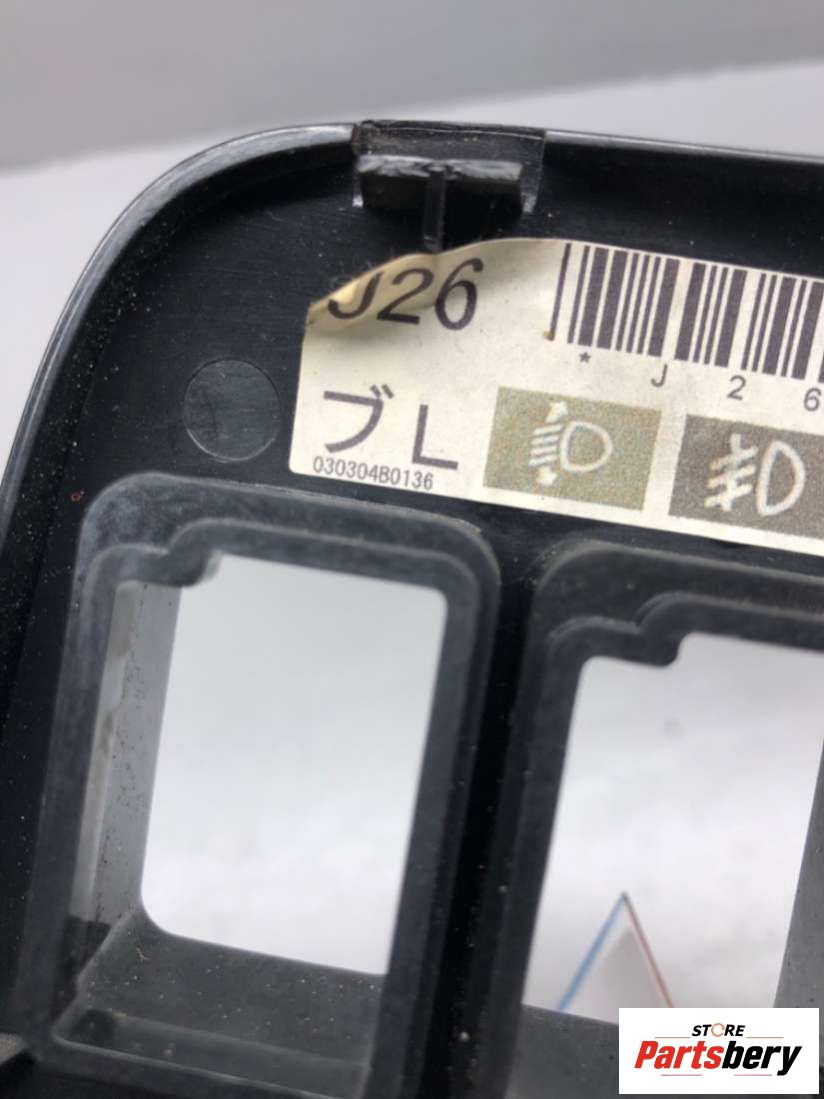 J26
* J 2 6
ブL
030304B0136
STORE
Partsbery